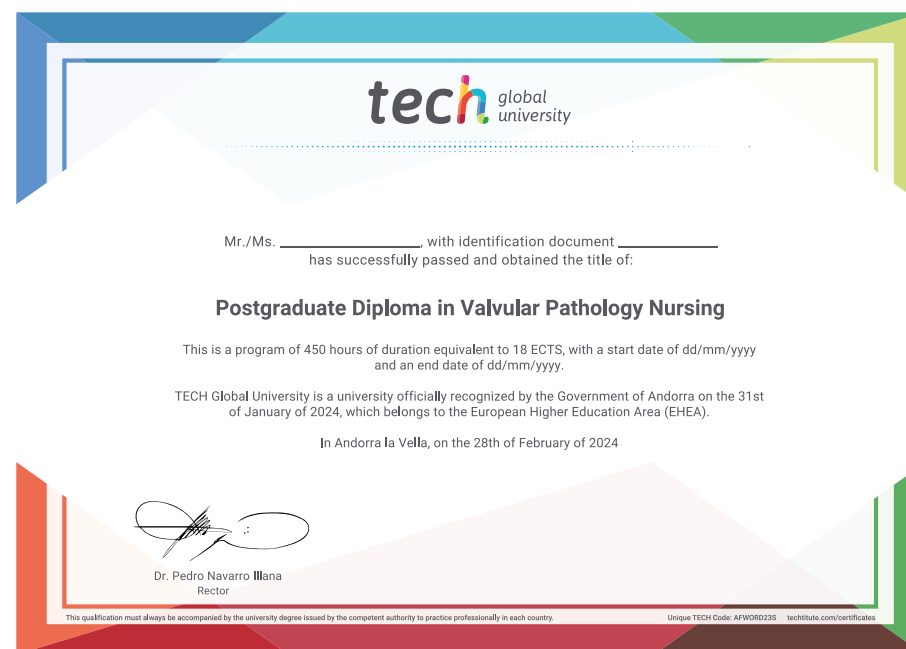 tech global
university
Mr./Ms. ____________________, with identification document ______________
has successfully passed and obtained the title of:
Postgraduate Diploma in Valvular Pathology Nursing
This is a program of 450 hours of duration equivalent to 18 ECTS, with a start date of dd/mm/yyyy
and an end date of dd/mm/yyyy.
TECH Global University is a university officially recognized by the Government of Andorra on the 31st
of January of 2024, which belongs to the European Higher Education Area (EHEA).
In Andorra la Vella, on the 28th of February of 2024
Dr. Pedro Navarro Illana
Rector
This qualification must always be accompanied by the university degree issued by the competent authority to practice professionally in each country. Unique TECH Code: AFWORD23S techtitute.com/certificates